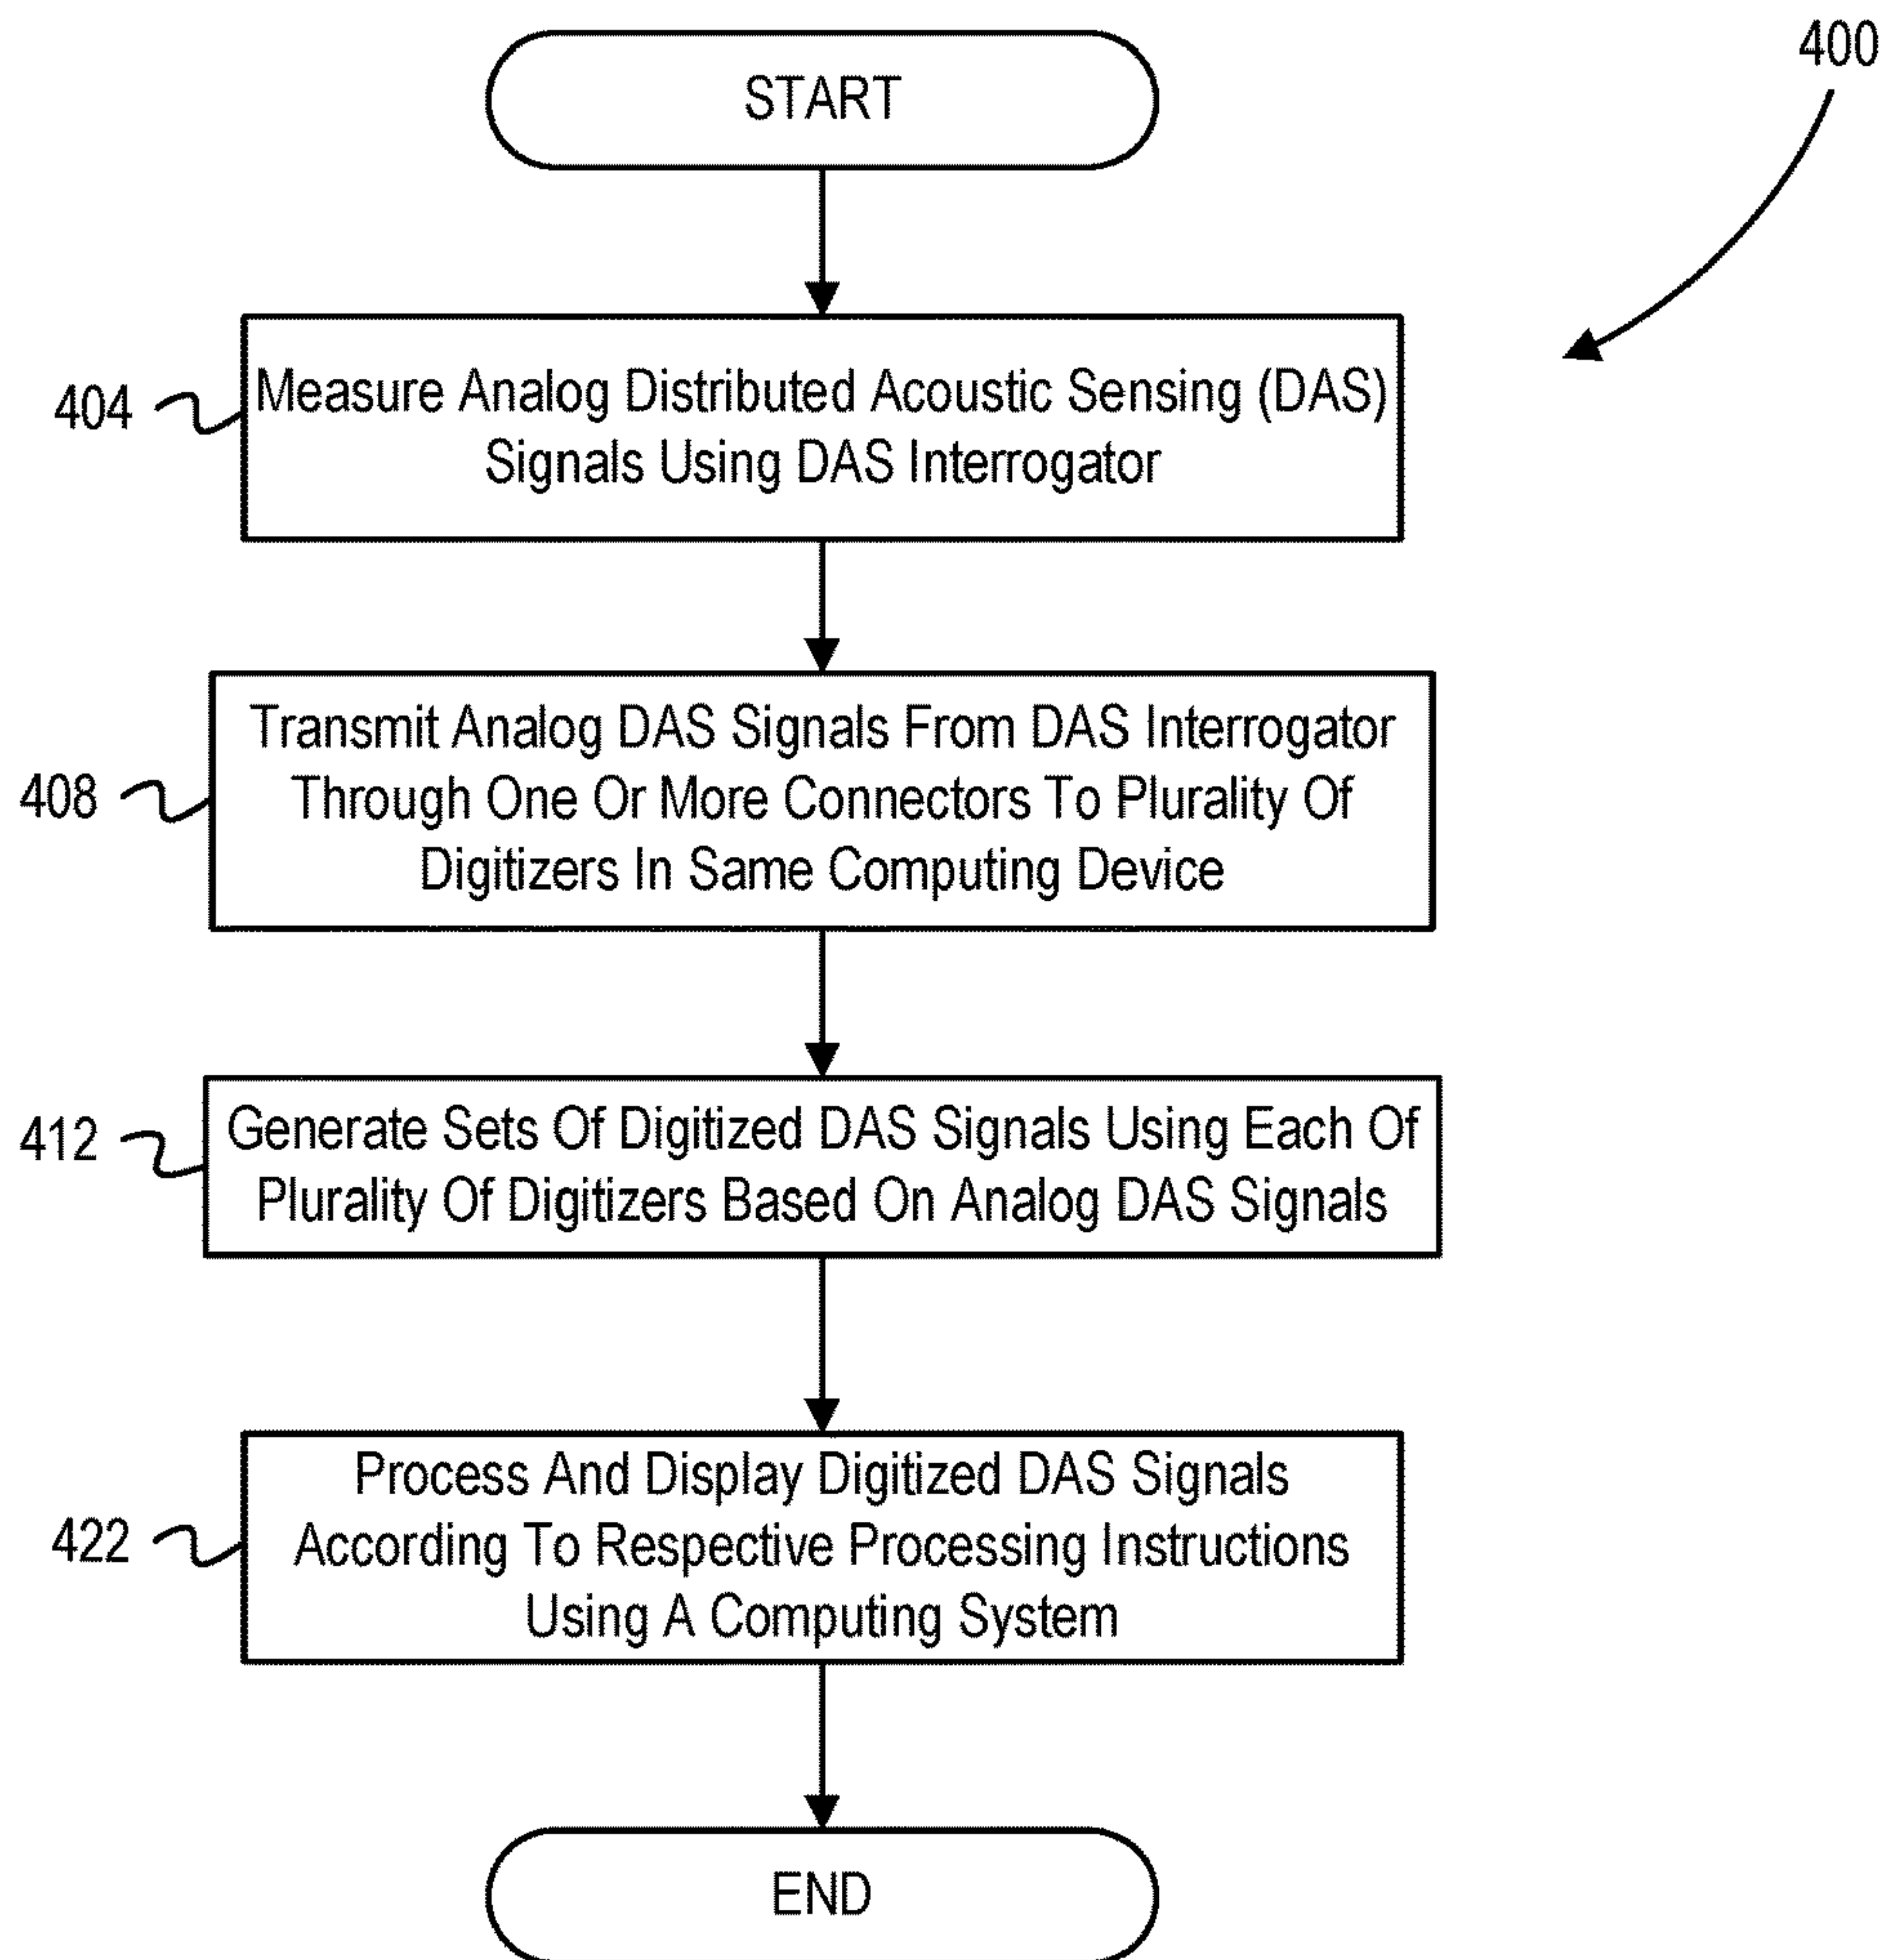 400
START
404
Measure Analog Distributed Acoustic Sensing (DAS)
Signals Using DAS Interrogator
408
Transmit Analog DAS Signals From DAS Interrogator
Through One Or More Connectors To Plurality Of
Digitizers In Same Computing Device
412
Generate Sets Of Digitized DAS Signals Using Each Of
Plurality Of Digitizers Based On Analog DAS Signals
422
Process And Display Digitized DAS Signals
According To Respective Processing Instructions
Using A Computing System
END